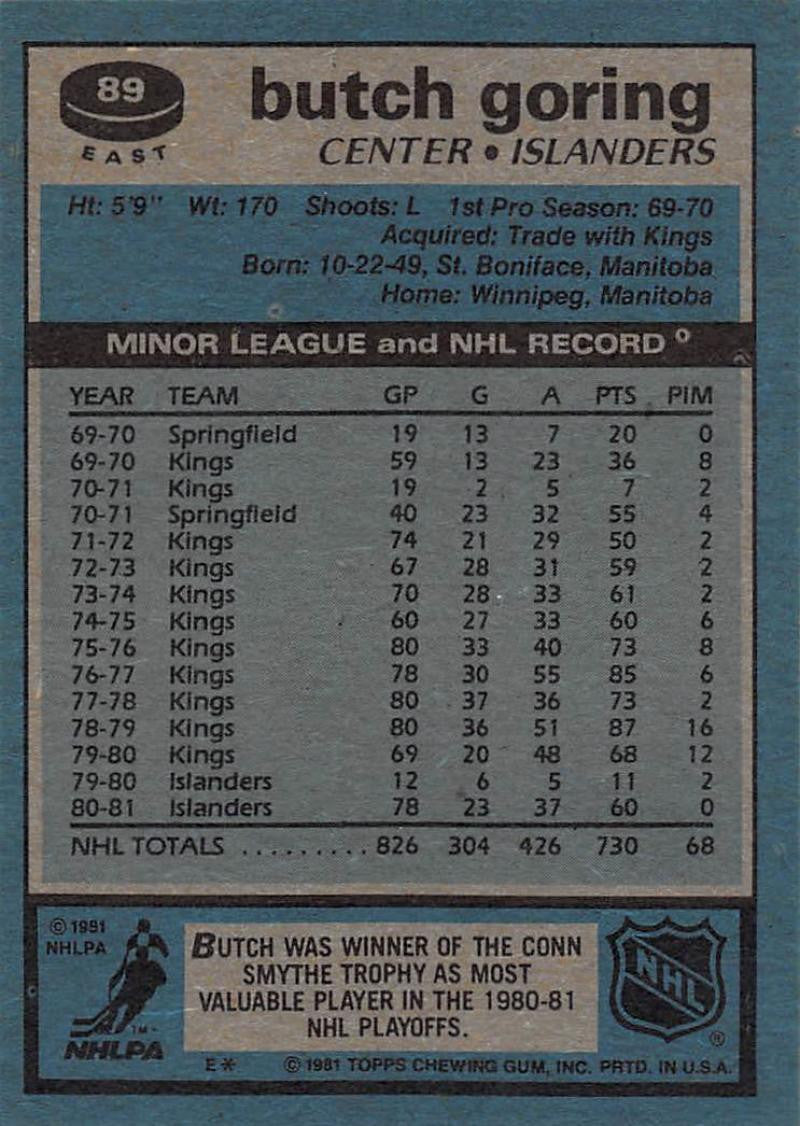 89
EAST
butch goring
CENTER • ISLANDERS
Ht: 5'9" Wt: 170 Shoots: L 1st Pro Season: 69-70
Acquired: Trade with Kings
Born: 10-22-49, St. Boniface, Manitoba
Home: Winnipeg, Manitoba
MINOR LEAGUE and NHL RECORD °
YEAR TEAM GP G A PTS PIM
69-70 Springfield 19 13 7 20 0
69-70 Kings 59 13 23 36 8
70-71 Kings 19 2 5 7 2
70-71 Springfield 40 23 32 55 4
71-72 Kings 74 21 29 50 2
72-73 Kings 67 28 31 59 2
73-74 Kings 70 28 33 61 2
74-75 Kings 60 27 33 60 6
75-76 Kings 80 33 40 73 8
76-77 Kings 78 30 55 85 6
77-78 Kings 80 37 36 73 2
78-79 Kings 80 36 51 87 16
79-80 Kings 69 20 48 68 12
79-80 Islanders 12 6 5 11 2
80-81 Islanders 78 23 37 60 0
NHL TOTALS .......... 826 304 426 730 68
© 1981
NHLPA
TM
NHLPA
BUTCH WAS WINNER OF THE CONN
SMYTHE TROPHY AS MOST
VALUABLE PLAYER IN THE 1980-81
NHL PLAYOFFS.
NHL
®
E* © 1981 TOPPS CHEWING GUM, INC. PRTD. IN U.S.A.